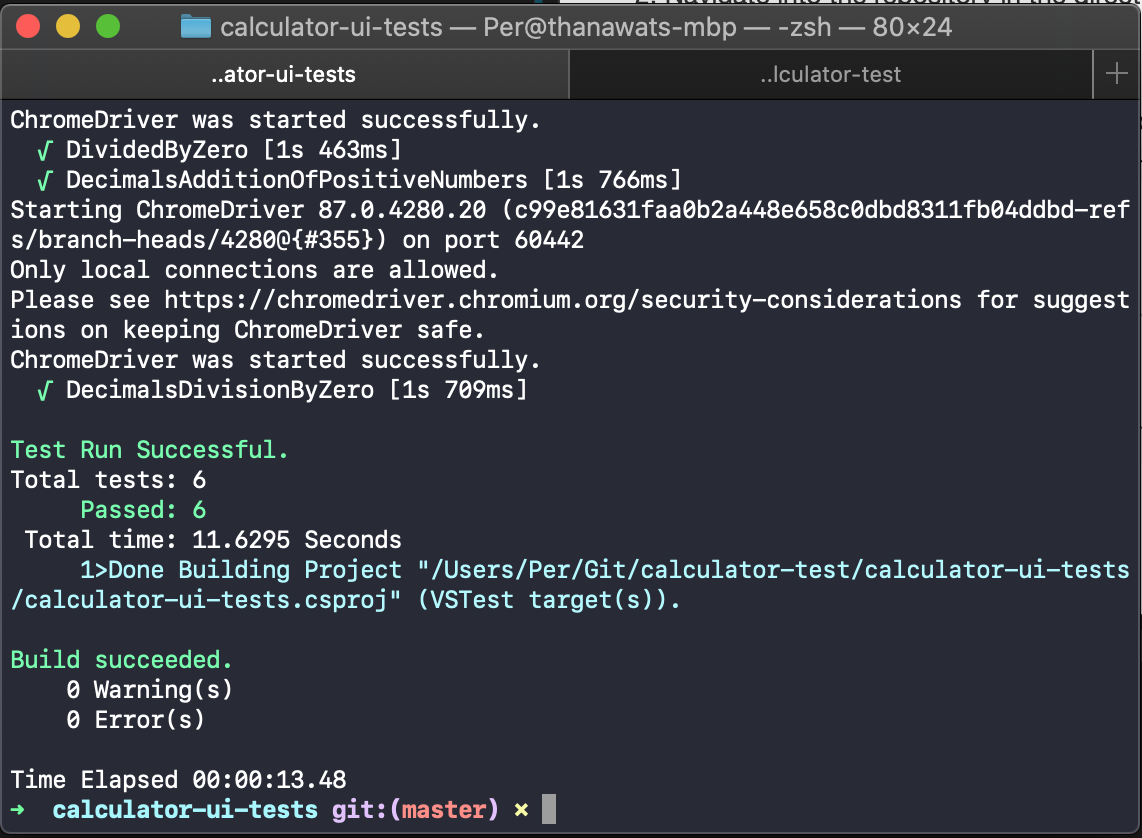 calculator-ui-tests — Per@thanawats-mbp — -zsh — 80×24
..ator-ui-tests ..lculator-test +
ChromeDriver was started successfully.
√ DividedByZero [1s 463ms]
√ DecimalsAdditionOfPositiveNumbers [1s 766ms]
Starting ChromeDriver 87.0.4280.20 (c99e81631faa0b2a448e658c0dbd8311fb04ddbd-ref
s/branch-heads/4280@{#355}) on port 60442
Only local connections are allowed.
Please see https://chromedriver.chromium.org/security-considerations for suggest
ions on keeping ChromeDriver safe.
ChromeDriver was started successfully.
√ DecimalsDivisionByZero [1s 709ms]
Test Run Successful.
Total tests: 6
Passed: 6
Total time: 11.6295 Seconds
1>Done Building Project "/Users/Per/Git/calculator-test/calculator-ui-tests
/calculator-ui-tests.csproj" (VSTest target(s)).
Build succeeded.
0 Warning(s)
0 Error(s)
Time Elapsed 00:00:13.48
➜ calculator-ui-tests git:(master) ✗